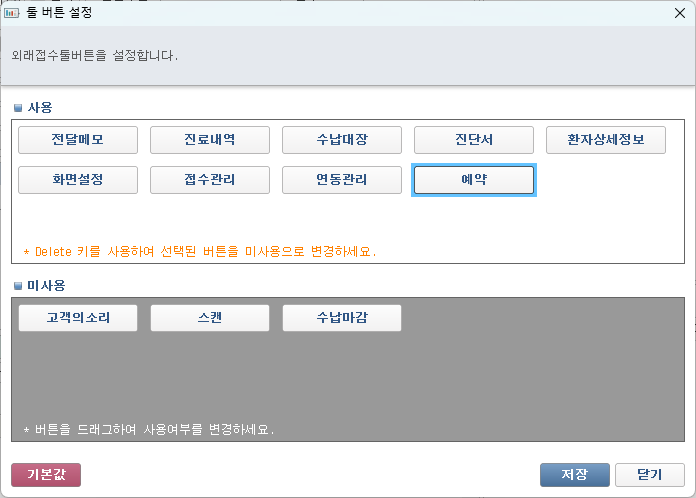 툴 버튼 설정
외래접수툴버튼을 설정합니다.
사용
전달메모 진료내역 수납대장 진단서 환자상세정보
화면설정 접수관리 연동관리 예약
* Delete 키를 사용하여 선택된 버튼을 미사용으로 변경하세요.
미사용
고객의소리 스캔 수납마감
* 버튼을 드래그하여 사용여부를 변경하세요.
기본값 저장 닫기